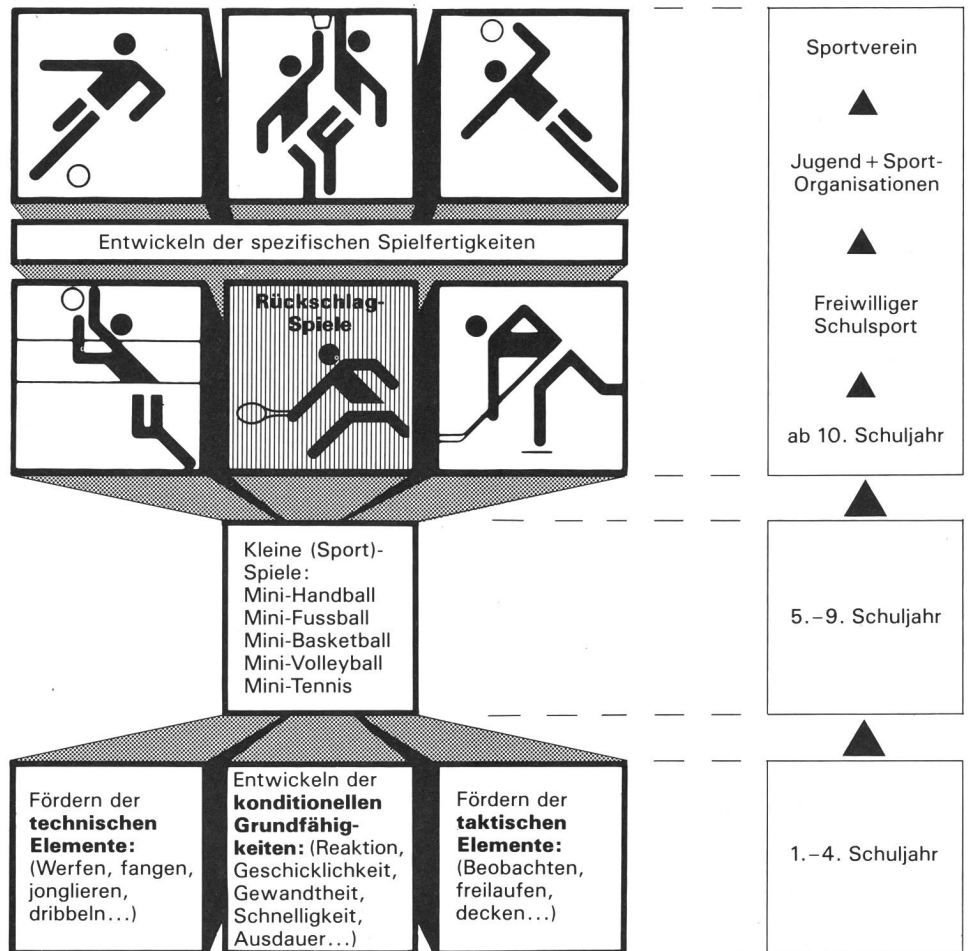 Entwickeln der spezifischen Spielfertigkeiten
Rückschlag-
Spiele
Kleine (Sport)-
Spiele:
Mini-Handball
Mini-Fussball
Mini-Basketball
Mini-Volleyball
Mini-Tennis
Fördern der
technischen
Elemente:
(Werfen, fangen,
jonglieren,
dribbeln...)
Entwickeln der
konditionellen
Grundfähig-
keiten: (Reaktion,
Geschicklichkeit,
Gewandtheit,
Schnelligkeit,
Ausdauer...)
Fördern der
taktischen
Elemente:
(Beobachten,
freilaufen,
decken...)
Sportverein
Jugend + Sport-
Organisationen
Freiwilliger
Schulsport
ab 10. Schuljahr
5.–9. Schuljahr
1.–4. Schuljahr